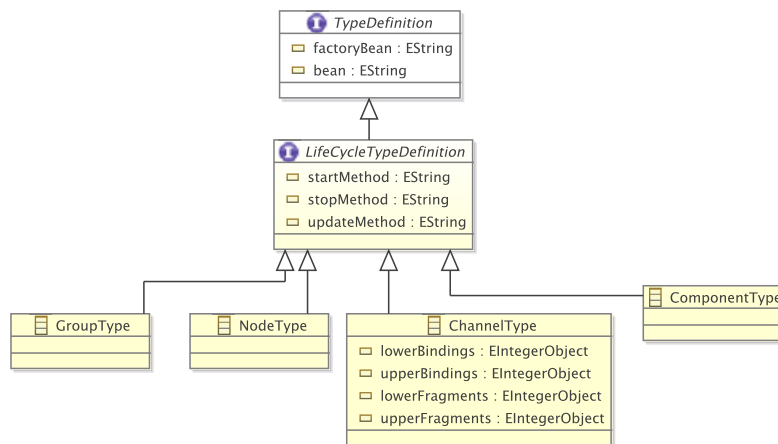 TypeDefinition
factoryBean : EString
bean : EString
LifeCycleTypeDefinition
startMethod : EString
stopMethod : EString
updateMethod : EString
ComponentType
GroupType
NodeType
ChannelType
lowerBindings : EIntegerObject
upperBindings : EIntegerObject
lowerFragments : EIntegerObject
upperFragments : EIntegerObject